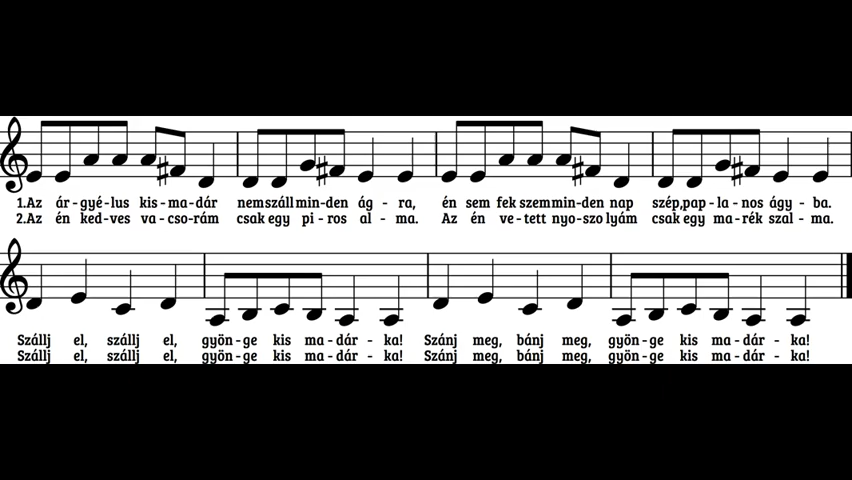 1.Az ár-gyé-lus kis-ma-dár nem száll min-den ág-ra, én sem fek szem min-den nap szép,pap-la-nos ágy-ba.
2.Az én ked-ves va-cso-rám csak egy pi-ros al-ma. Az én ve-tett nyo-szo lyám csak egy ma-rék szal-ma.
Szállj el, szállj el, gyön-ge kis ma-dár-ka! Szánj meg, bánj meg, gyön-ge kis ma-dár-ka!
Szállj el, szállj el, gyön-ge kis ma-dár-ka! Szánj meg, bánj meg, gyön-ge kis ma-dár-ka!